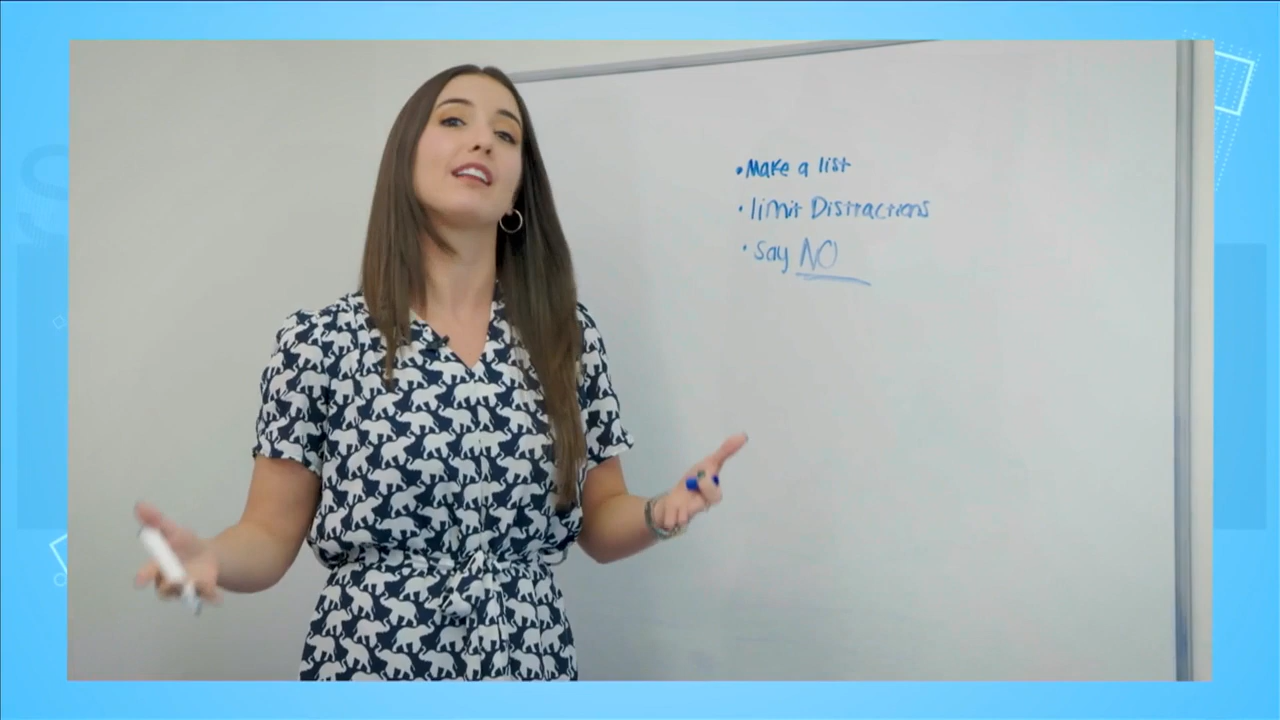 • Make a list
• limit Distractions
• Say NO